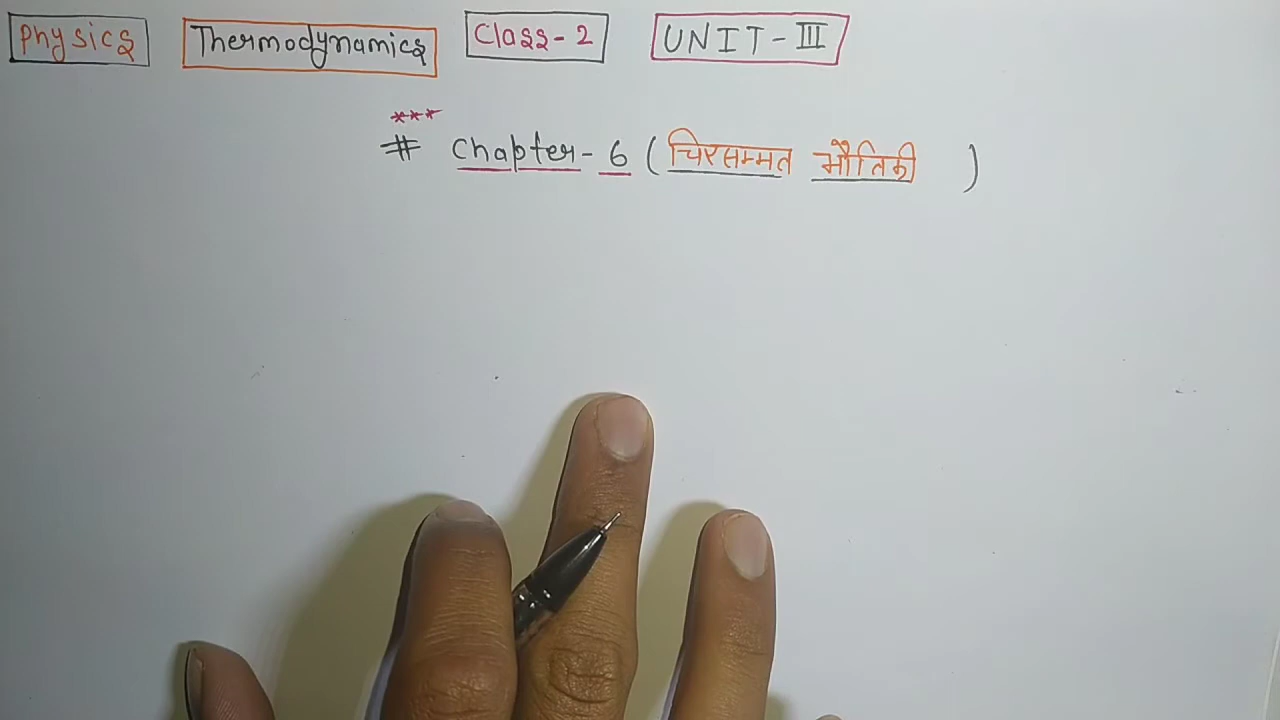 Physics Thermodynamics Class-2 UNIT-III
***
# Chapter-6 (चिरसम्मत भौतिकी )